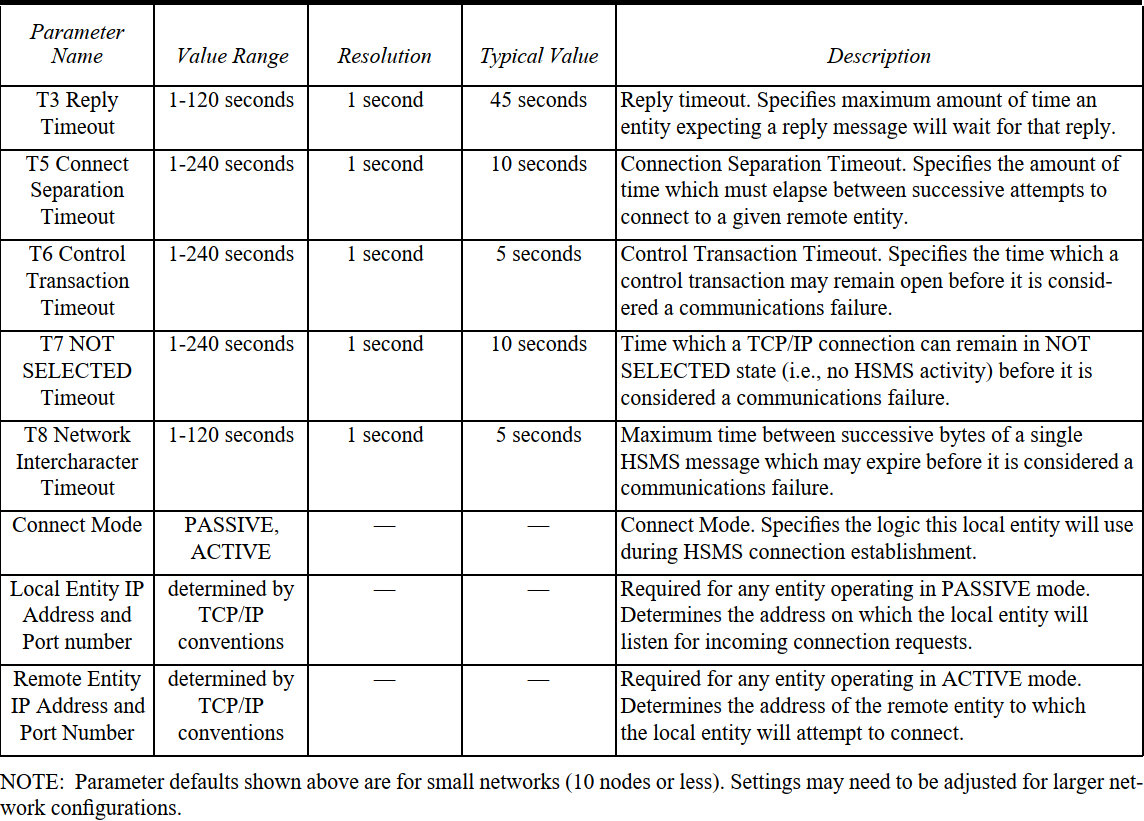 Parameter Name
Value Range
Resolution
Typical Value
Description
T3 Reply
Timeout
1-120 seconds
1 second
45 seconds
Reply timeout. Specifies maximum amount of time an
entity expecting a reply message will wait for that reply.
T5 Connect
Separation
Timeout
1-240 seconds
1 second
10 seconds
Connection Separation Timeout. Specifies the amount of
time which must elapse between successive attempts to
connect to a given remote entity.
T6 Control
Transaction
Timeout
1-240 seconds
1 second
5 seconds
Control Transaction Timeout. Specifies the time which a
control transaction may remain open before it is consid-
ered a communications failure.
T7 NOT
SELECTED
Timeout
1-240 seconds
1 second
10 seconds
Time which a TCP/IP connection can remain in NOT
SELECTED state (i.e., no HSMS activity) before it is
considered a communications failure.
T8 Network
Intercharacter
Timeout
1-120 seconds
1 second
5 seconds
Maximum time between successive bytes of a single
HSMS message which may expire before it is considered a
communications failure.
Connect Mode
PASSIVE,
ACTIVE
—
—
Connect Mode. Specifies the logic this local entity will use
during HSMS connection establishment.
Local Entity IP
Address and
Port number
determined by
TCP/IP
conventions
—
—
Required for any entity operating in PASSIVE mode.
Determines the address on which the local entity will
listen for incoming connection requests.
Remote Entity
IP Address and
Port Number
determined by
TCP/IP
conventions
—
—
Required for any entity operating in ACTIVE mode.
Determines the address of the remote entity to which
the local entity will attempt to connect.
NOTE: Parameter defaults shown above are for small networks (10 nodes or less). Settings may need to be adjusted for larger net-
work configurations.